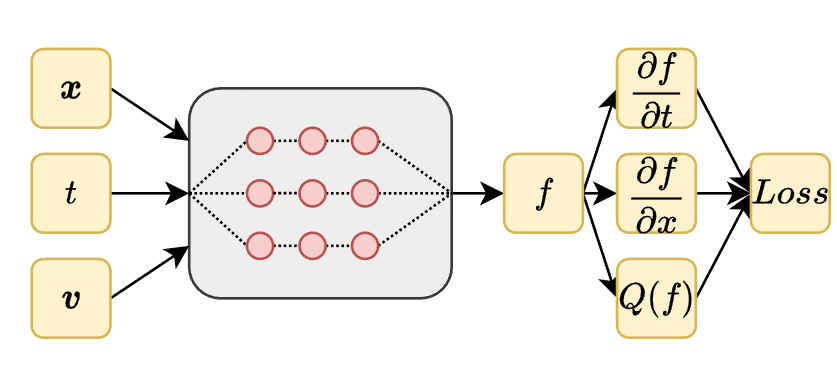 x
t
v
f
∂f/∂t
∂f/∂x
Q(f)
Loss